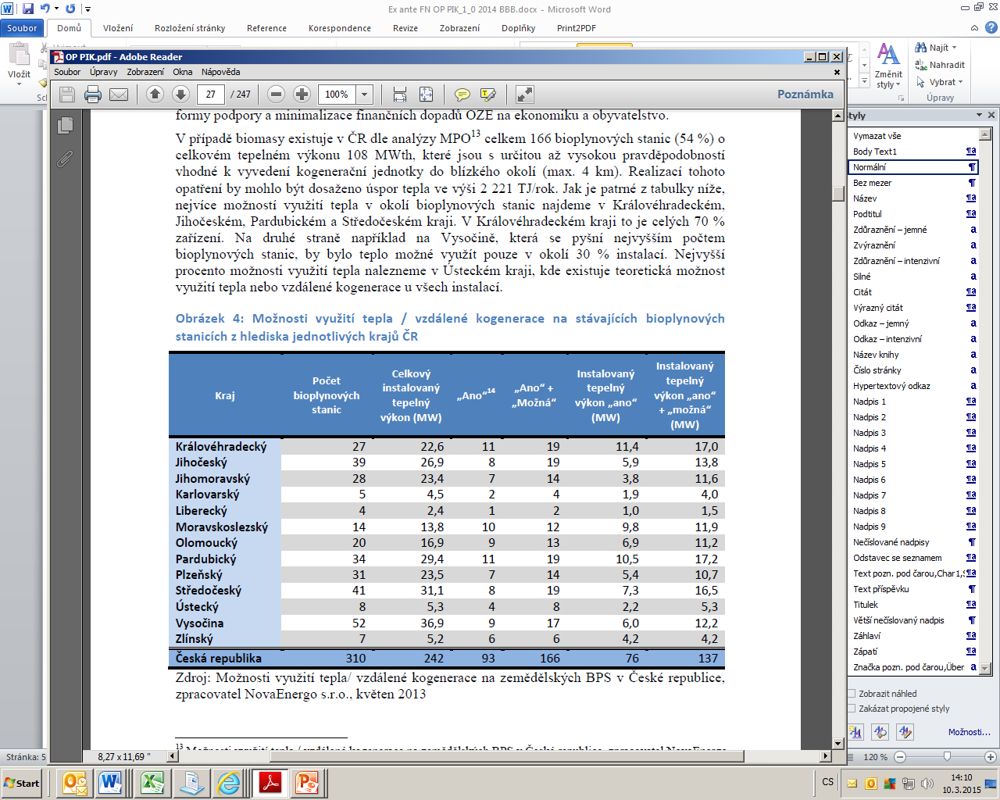 Ex ante FN OP PIK_1_0 2014 BBB.docx - Microsoft Word
Soubor Domů Vložení Rozložení stránky Reference Korespondence Revize Zobrazení Doplňky Print2PDF
Vložit
Změnit styly
Najít
Nahradit
Vybrat
Úpravy
OP PIK.pdf - Adobe Reader
Soubor Úpravy Zobrazení Okna Nápověda
27 / 247 100% Poznámka
formy podpory a minimalizace finančních dopadů OZE na ekonomiku a obyvatelstvo.
V případě biomasy existuje v ČR dle analýzy MPO13 celkem 166 bioplynových stanic (54 %) o
celkovém tepelném výkonu 108 MWth, které jsou s určitou až vysokou pravděpodobností
vhodné k vyvedení kogenerační jednotky do blízkého okolí (max. 4 km). Realizací tohoto
opatření by mohlo být dosaženo úspor tepla ve výši 2 221 TJ/rok. Jak je patrné z tabulky níže,
nejvíce možností využití tepla v okolí bioplynových stanic najdeme v Královéhradeckém,
Jihočeském, Pardubickém a Středočeském kraji. V Královéhradeckém kraji to je celých 70 %
zařízení. Na druhé straně například na Vysočině, která se pyšní nejvyšším počtem
bioplynových stanic, by bylo teplo možné využít pouze v okolí 30 % instalací. Nejvyšší
procento možnosti využití tepla nalezneme v Ústeckém kraji, kde existuje teoretická možnost
využití tepla nebo vzdálené kogenerace u všech instalací.
Obrázek 4: Možnosti využití tepla / vzdálené kogenerace na stávajících bioplynových
stanicích z hlediska jednotlivých krajů ČR
Kraj Počet bioplynových stanic Celkový instalovaný tepelný výkon (MW) „Ano“14 „Ano“ + „Možná“ Instalovaný tepelný výkon „ano“ (MW) Instalovaný tepelný výkon „ano“ + „možná“ (MW)
Královéhradecký 27 22,6 11 19 11,4 17,0
Jihočeský 39 26,9 8 19 5,9 13,8
Jihomoravský 28 23,4 7 14 3,8 11,6
Karlovarský 5 4,5 2 4 1,9 4,0
Liberecký 4 2,4 1 2 1,0 1,5
Moravskoslezský 14 13,8 10 12 9,8 11,9
Olomoucký 20 16,9 9 13 6,9 11,2
Pardubický 34 29,4 11 19 10,5 17,2
Plzeňský 31 23,5 7 14 5,4 10,7
Středočeský 41 31,1 8 19 7,3 16,5
Ústecký 8 5,3 4 8 2,2 5,3
Vysočina 52 36,9 9 17 6,0 12,2
Zlínský 7 5,2 6 6 4,2 4,2
Česká republika 310 242 93 166 76 137
Zdroj: Možnosti využití tepla/ vzdálené kogenerace na zemědělských BPS v České republice,
zpracovatel NovaEnergo s.r.o., květen 2013
13 Možnosti využití tepla / vzdálené kogenerace na zemědělských BPS v České republice, zpracovatel NovaEnergo
8,27 x 11,69 "
Styly
Vymazat vše
Body Text1
Normální
Bez mezer
Název
Podtitul
Zdůraznění – jemné
Zvýraznění
Zdůraznění – intenzivní
Silné
Citát
Výrazný citát
Odkaz – jemný
Odkaz – intenzivní
Název knihy
Číslo stránky
Hypertextový odkaz
Nadpis 1
Nadpis 2
Nadpis 3
Nadpis 4
Nadpis 5
Nadpis 6
Nadpis 7
Nadpis 8
Nadpis 9
Nečíslované nadpisy
Odstavec se seznamem
Text pozn. pod čarou,Char1,
Text příspěvku
Titulek
Větší nečíslovaný nadpis
Záhlaví
Zápatí
Značka pozn. pod čarou,Über
Zobrazit náhled
Zakázat propojené styly
Možnosti...
Stránka: 5
120 %
Start
CS
14:10
10.3.2015